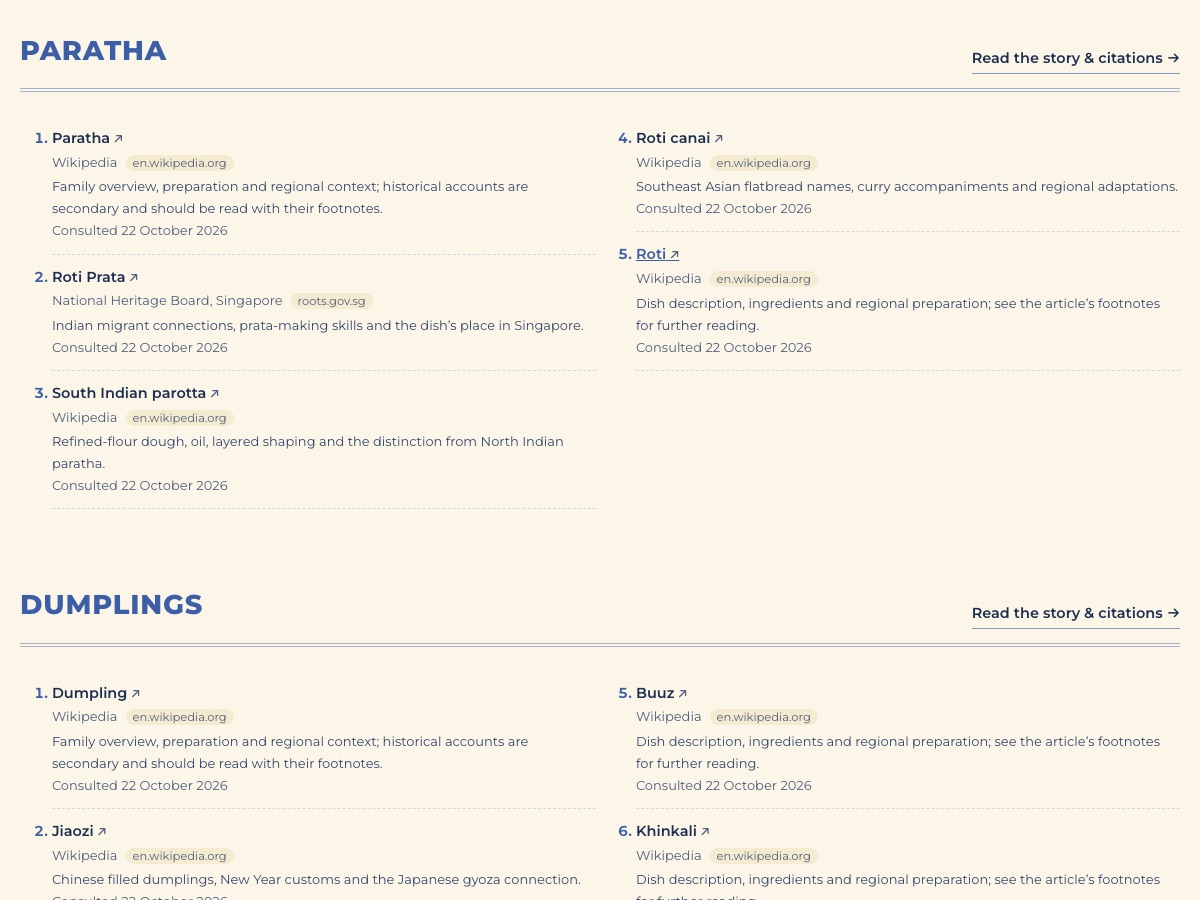 PARATHA
Read the story & citations →
1. Paratha ↗
Wikipedia en.wikipedia.org
Family overview, preparation and regional context; historical accounts are
secondary and should be read with their footnotes.
Consulted 22 October 2026
2. Roti Prata ↗
National Heritage Board, Singapore roots.gov.sg
Indian migrant connections, prata-making skills and the dish’s place in Singapore.
Consulted 22 October 2026
3. South Indian parotta ↗
Wikipedia en.wikipedia.org
Refined-flour dough, oil, layered shaping and the distinction from North Indian
paratha.
Consulted 22 October 2026
4. Roti canai ↗
Wikipedia en.wikipedia.org
Southeast Asian flatbread names, curry accompaniments and regional adaptations.
Consulted 22 October 2026
5. Roti ↗
Wikipedia en.wikipedia.org
Dish description, ingredients and regional preparation; see the article’s footnotes
for further reading.
Consulted 22 October 2026
DUMPLINGS
Read the story & citations →
1. Dumpling ↗
Wikipedia en.wikipedia.org
Family overview, preparation and regional context; historical accounts are
secondary and should be read with their footnotes.
Consulted 22 October 2026
2. Jiaozi ↗
Wikipedia en.wikipedia.org
Chinese filled dumplings, New Year customs and the Japanese gyoza connection.
Consulted 22 October 2026
5. Buuz ↗
Wikipedia en.wikipedia.org
Dish description, ingredients and regional preparation; see the article’s footnotes
for further reading.
Consulted 22 October 2026
6. Khinkali ↗
Wikipedia en.wikipedia.org
Dish description, ingredients and regional preparation; see the article’s footnotes
for further reading.